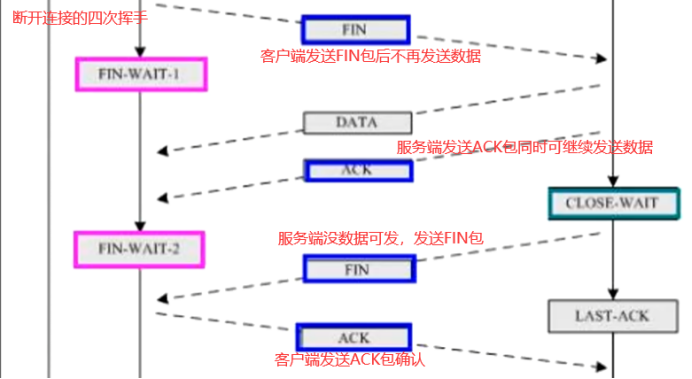 断开连接的四次挥手
FIN
客户端发送FIN包后不再发送数据
FIN-WAIT-1
DATA
服务端发送ACK包同时可继续发送数据
ACK
CLOSE-WAIT
服务端没数据可发，发送FIN包
FIN-WAIT-2
FIN
LAST-ACK
ACK
客户端发送ACK包确认